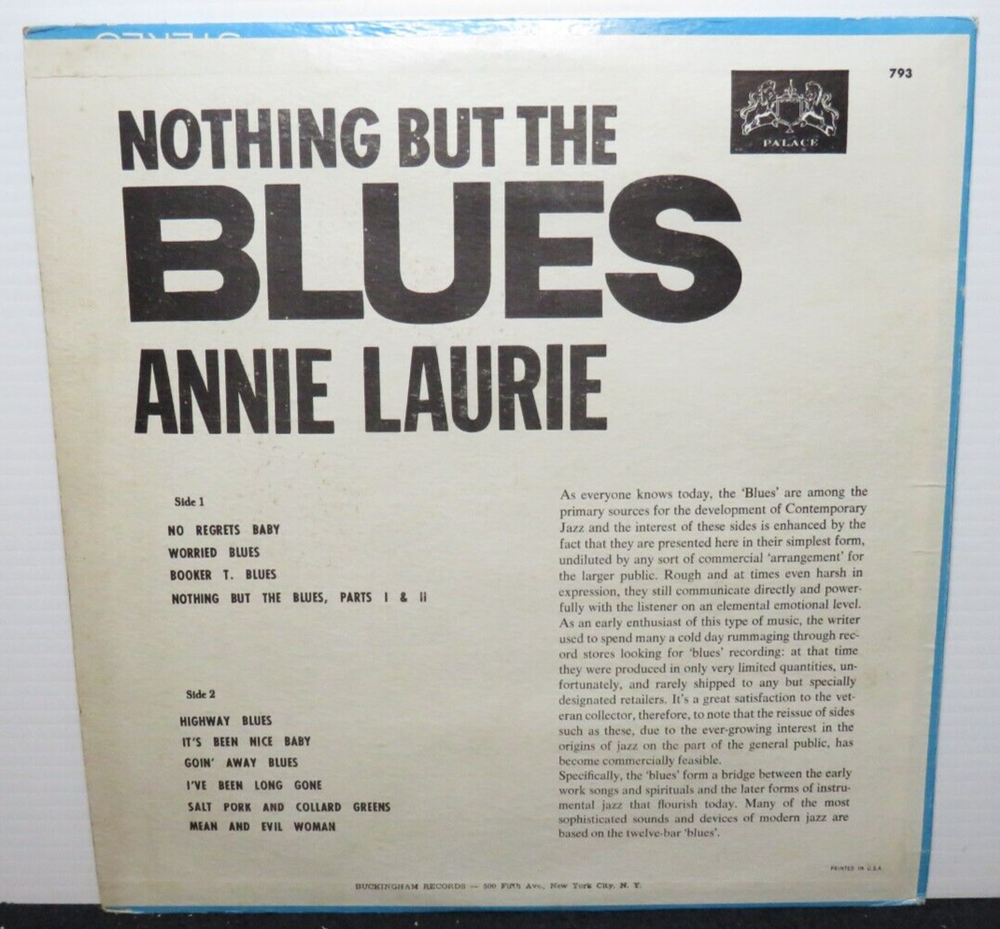 STEREO
793
PALACE
NOTHING BUT THE
BLUES
ANNIE LAURIE
Side 1
NO REGRETS BABY
WORRIED BLUES
BOOKER T. BLUES
NOTHING BUT THE BLUES, PARTS I & II
Side 2
HIGHWAY BLUES
IT'S BEEN NICE BABY
GOIN' AWAY BLUES
I'VE BEEN LONG GONE
SALT PORK AND COLLARD GREENS
MEAN AND EVIL WOMAN
As everyone knows today, the 'Blues' are among the
primary sources for the development of Contemporary
Jazz and the interest of these sides is enhanced by the
fact that they are presented here in their simplest form,
undiluted by any sort of commercial 'arrangement' for
the larger public. Rough and at times even harsh in
expression, they still communicate directly and power-
fully with the listener on an elemental emotional level.
As an early enthusiast of this type of music, the writer
used to spend many a cold day rummaging through rec-
ord stores looking for 'blues' recording: at that time
they were produced in only very limited quantities, un-
fortunately, and rarely shipped to any but specially
designated retailers. It's a great satisfaction to the vet-
eran collector, therefore, to note that the reissue of sides
such as these, due to the ever-growing interest in the
origins of jazz on the part of the general public, has
become commercially feasible.
Specifically, the 'blues' form a bridge between the early
work songs and spirituals and the later forms of instru-
mental jazz that flourish today. Many of the most
sophisticated sounds and devices of modern jazz are
based on the twelve-bar 'blues'.
PRINTED IN U.S.A.
BUCKINGHAM RECORDS — 500 Fifth Ave., New York City, N. Y.